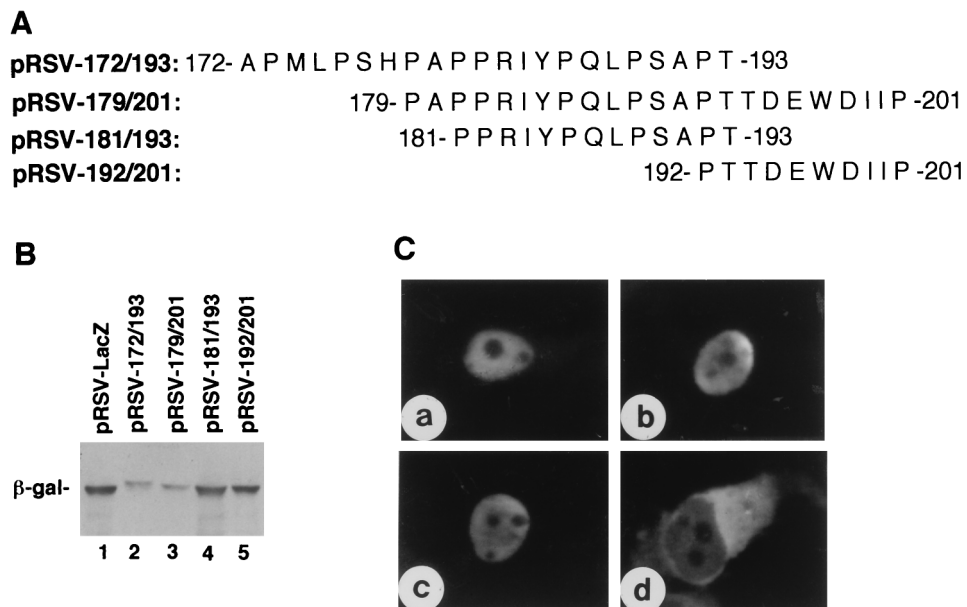 A
pRSV-172/193: 172- A P M L P S H P A P P R I Y P Q L P S A P T -193
pRSV-179/201: 179- P A P P R I Y P Q L P S A P T T D E W D I I P -201
pRSV-181/193: 181- P P R I Y P Q L P S A P T -193
pRSV-192/201: 192- P T T D E W D I I P -201
B
pRSV-LacZ
pRSV-172/193
pRSV-179/201
pRSV-181/193
pRSV-192/201
β-gal-
1 2 3 4 5
C
a
b
c
d